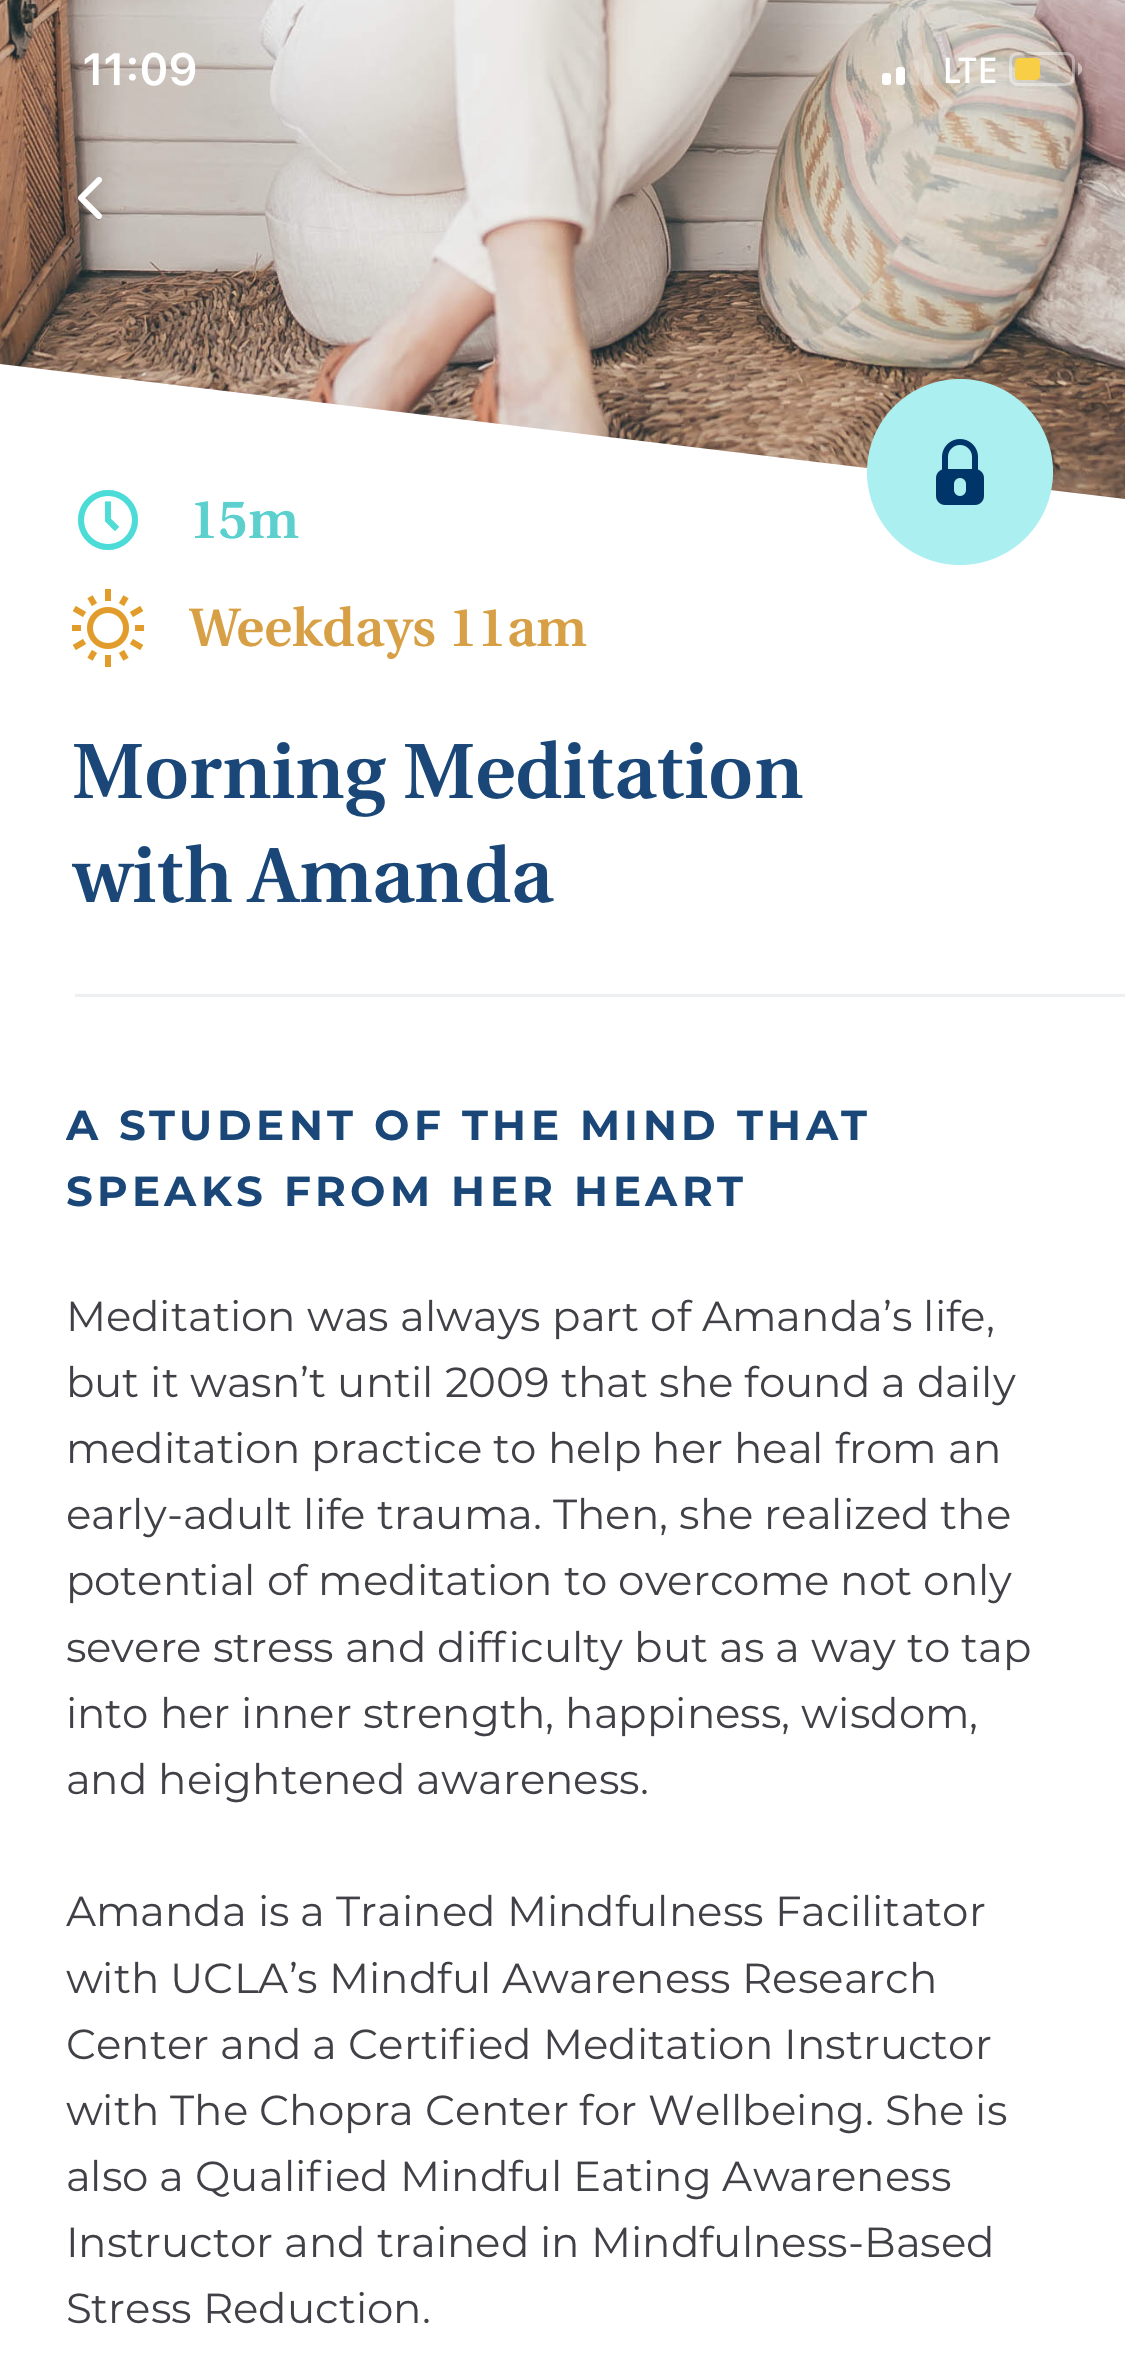 11:09
LTE
15m
Weekdays 11am
Morning Meditation
with Amanda
A STUDENT OF THE MIND THAT
SPEAKS FROM HER HEART
Meditation was always part of Amanda’s life,
but it wasn’t until 2009 that she found a daily
meditation practice to help her heal from an
early-adult life trauma. Then, she realized the
potential of meditation to overcome not only
severe stress and difficulty but as a way to tap
into her inner strength, happiness, wisdom,
and heightened awareness.
Amanda is a Trained Mindfulness Facilitator
with UCLA’s Mindful Awareness Research
Center and a Certified Meditation Instructor
with The Chopra Center for Wellbeing. She is
also a Qualified Mindful Eating Awareness
Instructor and trained in Mindfulness-Based
Stress Reduction.